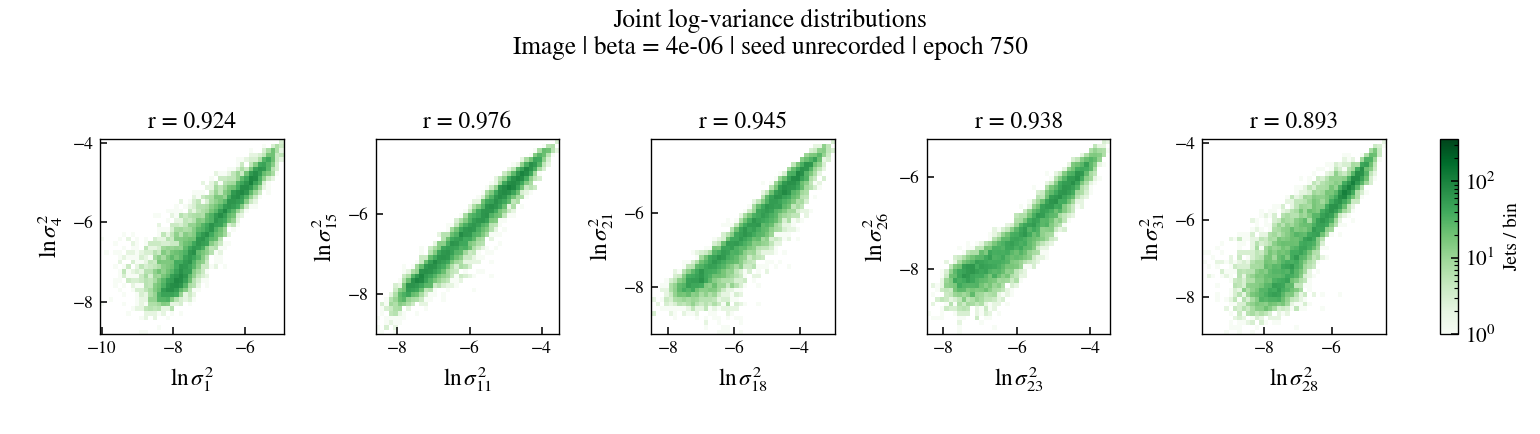 Joint log-variance distributions
Image | beta = 4e-06 | seed unrecorded | epoch 750
r = 0.924
r = 0.976
r = 0.945
r = 0.938
r = 0.893
−4
−6
−8
−10
−8
−6
ln σ₄²
ln σ₁²
−6
−8
−8
−6
−4
ln σ₁₅²
ln σ₁₁²
−6
−8
−8
−6
−4
ln σ₂₁²
ln σ₁₈²
−6
−8
−8
−6
−4
ln σ₂₆²
ln σ₂₃²
−4
−6
−8
−8
−6
ln σ₃₁²
ln σ₂₈²
10²
10¹
10⁰
Jets / bin